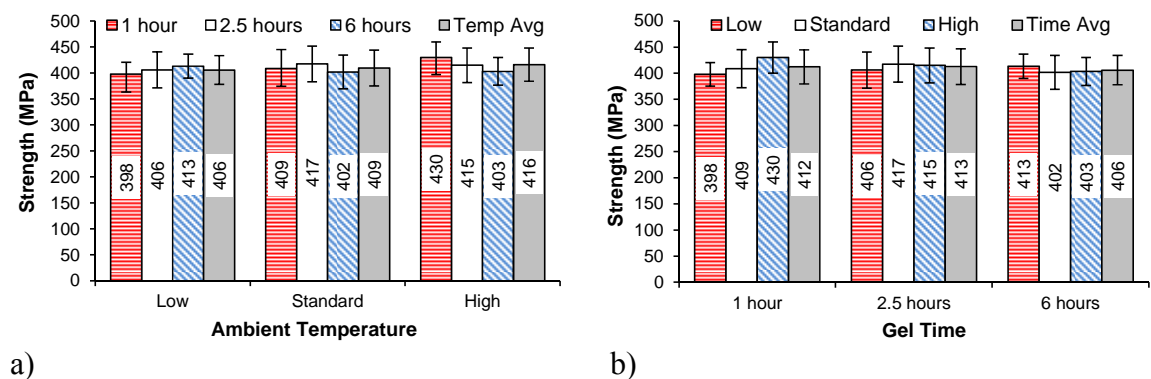 1 hour 2.5 hours 6 hours Temp Avg
500
450
400
350
300
250
200
150
100
50
0
Strength (MPa)
398 406 413 406 409 417 402 409 430 415 403 416
Low Standard High
Ambient Temperature
a)
Low Standard High Time Avg
500
450
400
350
300
250
200
150
100
50
0
Strength (MPa)
398 409 430 412 406 417 415 413 413 402 403 406
1 hour 2.5 hours 6 hours
Gel Time
b)